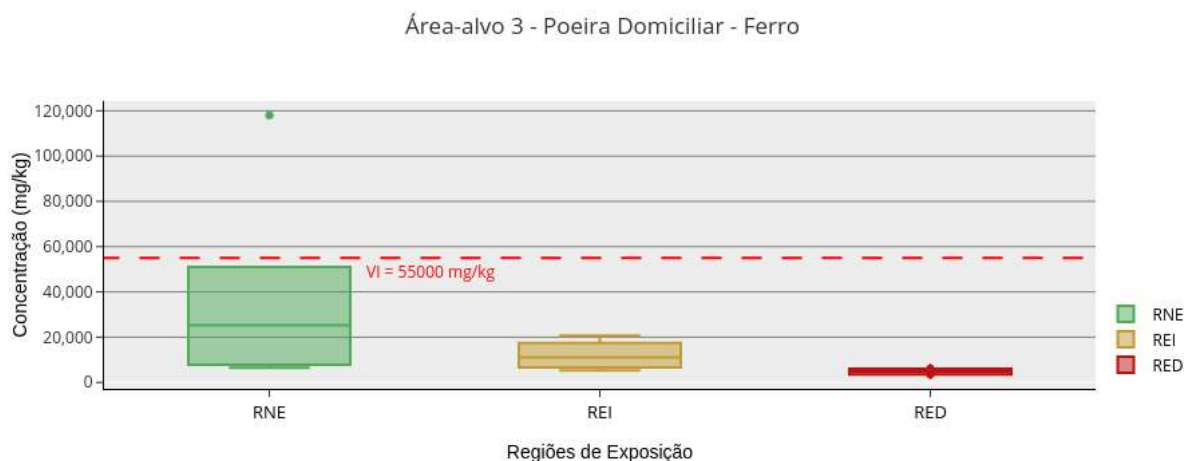 Área-alvo 3 - Poeira Domiciliar - Ferro
120,000
100,000
80,000
60,000
40,000
20,000
0
Concentração (mg/kg)
VI = 55000 mg/kg
RNE
REI
RED
Regiões de Exposição
RNE
REI
RED